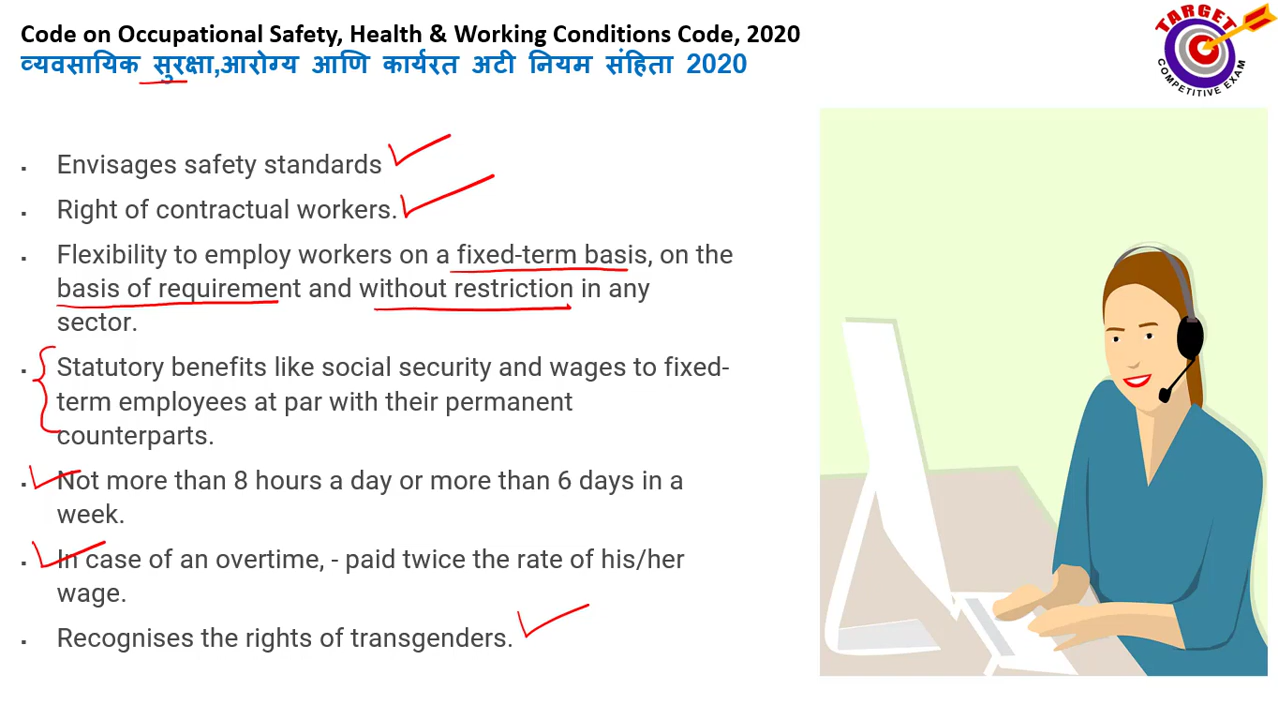 Code on Occupational Safety, Health & Working Conditions Code, 2020
व्यवसायिक सुरक्षा,आरोग्य आणि कार्यरत अटी नियम संहिता 2020
TARGET
COMPETITIVE EXAM
▪ Envisages safety standards
▪ Right of contractual workers.
▪ Flexibility to employ workers on a fixed-term basis, on the
basis of requirement and without restriction in any
sector.
▪ Statutory benefits like social security and wages to fixed-
term employees at par with their permanent
counterparts.
▪ Not more than 8 hours a day or more than 6 days in a
week.
▪ In case of an overtime, - paid twice the rate of his/her
wage.
▪ Recognises the rights of transgenders.